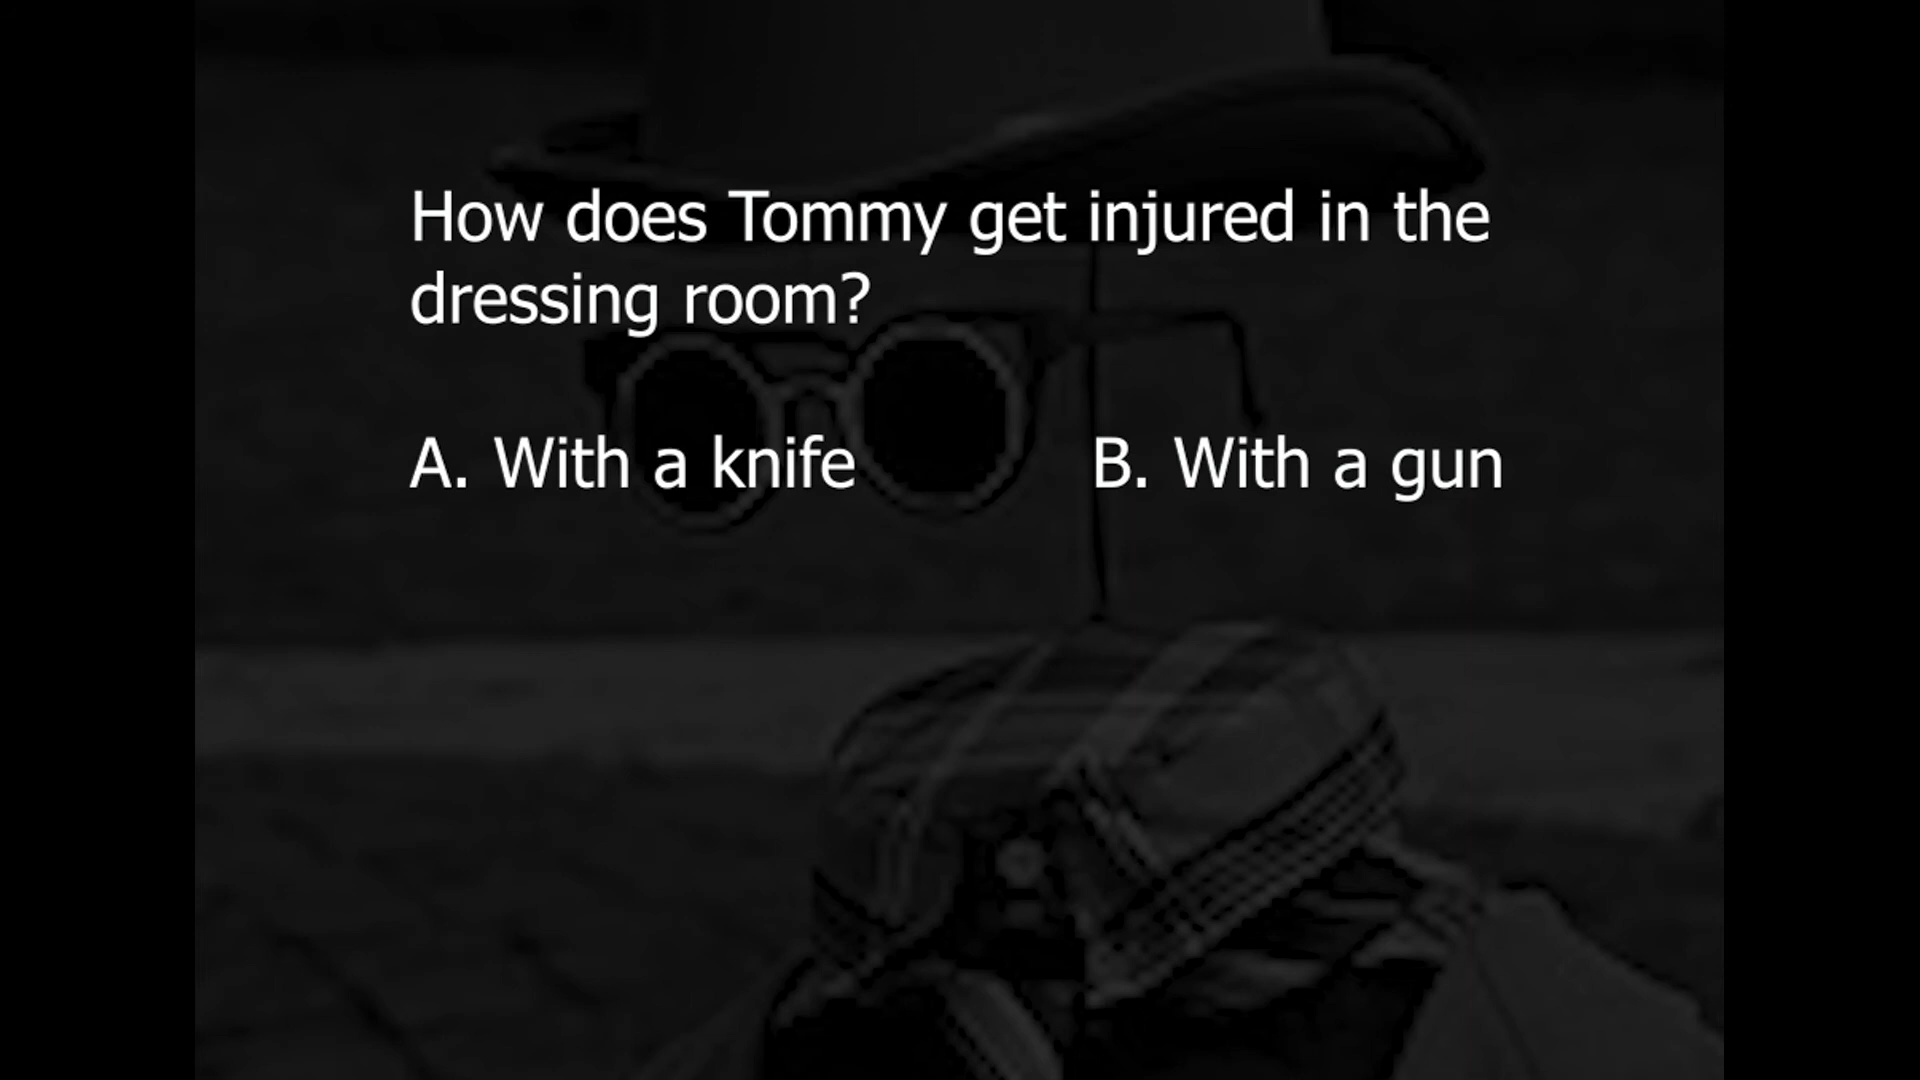 How does Tommy get injured in the
dressing room?
A. With a knife
B. With a gun